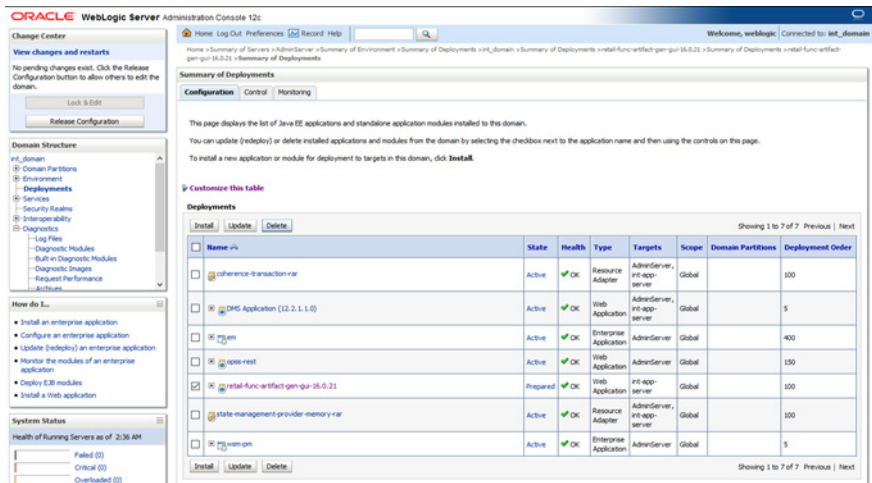 ORACLE WebLogic Server Administration Console 12c
Change Center
View changes and restarts
No pending changes exist. Click the Release
Configuration button to allow others to edit the
domain.
Lock & Edit
Release Configuration
Domain Structure
int_domain
Domain Partitions
Environment
Deployments
Services
Security Realms
Interoperability
Diagnostics
Log Files
Diagnostic Modules
Built-in Diagnostic Modules
Diagnostic Images
Request Performance
Archives
How do I...
Install an enterprise application
Configure an enterprise application
Update (redeploy) an enterprise application
Monitor the modules of an enterprise
application
Deploy EJB modules
Install a Web application
System Status
Health of Running Servers as of 2:36 AM
Failed (0)
Critical (0)
Overloaded (0)
Home Log Out Preferences Record Help
Welcome, weblogic Connected to: int_domain
Home >Summary of Servers >AdminServer >Summary of Environment >Summary of Deployments >int_domain >Summary of Deployments >retail-func-artifact-gen-gui-16.0.21 >Summary of Deployments >retail-func-artifact-
gen-gui-16.0.21 >Summary of Deployments
Summary of Deployments
Configuration Control Monitoring
This page displays the list of Java EE applications and standalone application modules installed to this domain.
You can update (redeploy) or delete installed applications and modules from the domain by selecting the checkbox next to the application name and then using the controls on this page.
To install a new application or module for deployment to targets in this domain, click Install.
Customize this table
Deployments
Install Update Delete Showing 1 to 7 of 7 Previous | Next
Name State Health Type Targets Scope Domain Partitions Deployment Order
coherence-transaction-rar Active OK Resource Adapter AdminServer, int-app-server Global 100
DMS Application (12.2.1.1.0) Active OK Web Application AdminServer, int-app-server Global 5
em Active OK Enterprise Application AdminServer Global 400
opss-rest Active OK Web Application AdminServer Global 150
retail-func-artifact-gen-gui-16.0.21 Prepared OK Web Application int-app-server Global 100
state-management-provider-memory-rar Active OK Resource Adapter AdminServer, int-app-server Global 100
wsm-pm Active OK Enterprise Application AdminServer Global 5
Install Update Delete Showing 1 to 7 of 7 Previous | Next